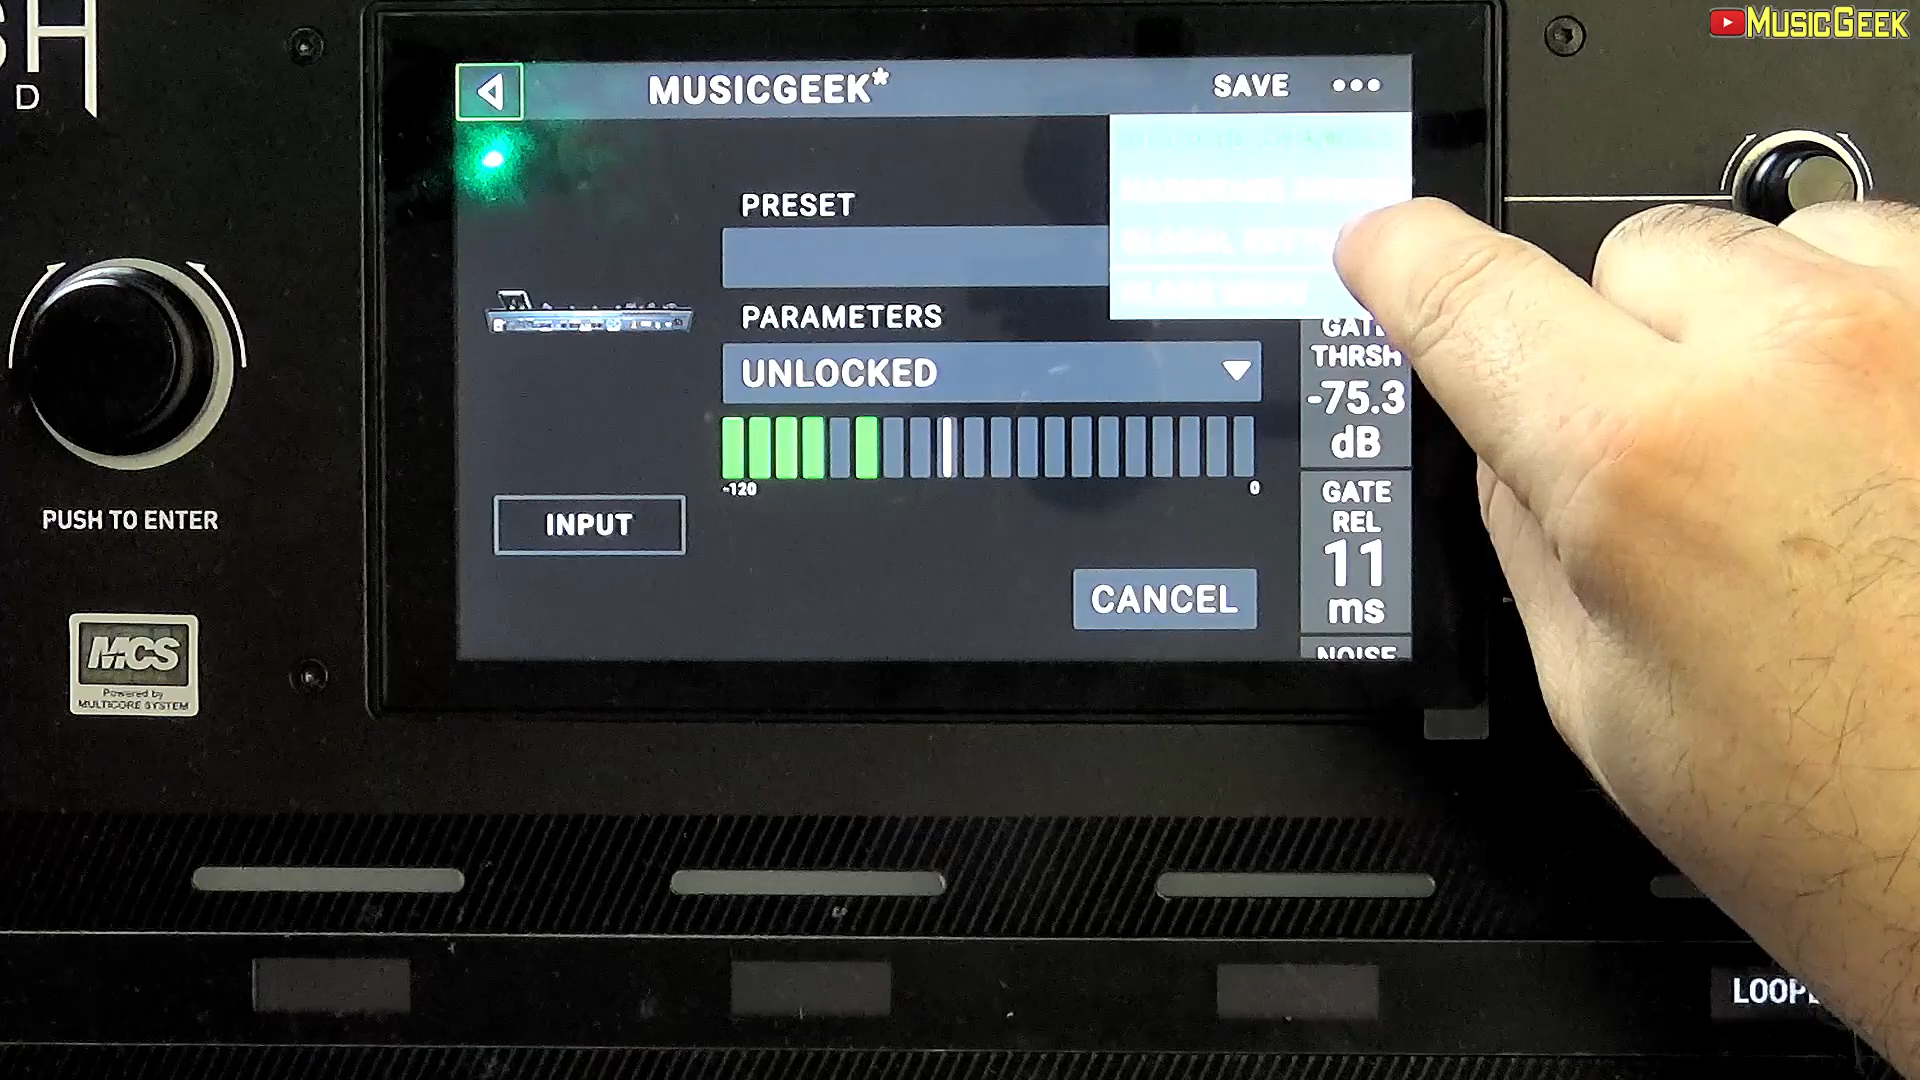 SH
D
MUSICGEEK
MUSICGEEK*
SAVE
PRESET
GLOBAL
PARAMETERS
UNLOCKED
-120
0
GATE
THRSH
-75.3
dB
GATE
REL
11
ms
NOISE
INPUT
CANCEL
PUSH TO ENTER
MCS
Powered by
MULTICORE SYSTEM